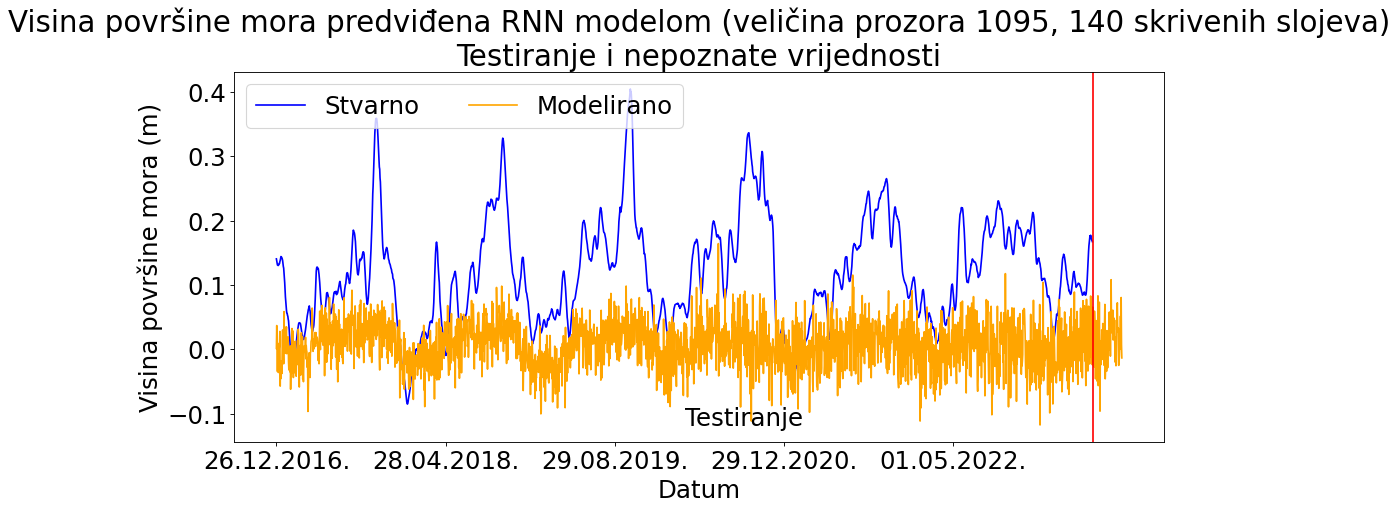 Visina površine mora predviđena RNN modelom (veličina prozora 1095, 140 skrivenih slojeva)
Testiranje i nepoznate vrijednosti
Stvarno
Modelirano
Visina površine mora (m)
0.4
0.3
0.2
0.1
0.0
−0.1
Testiranje
26.12.2016.
28.04.2018.
29.08.2019.
29.12.2020.
01.05.2022.
Datum